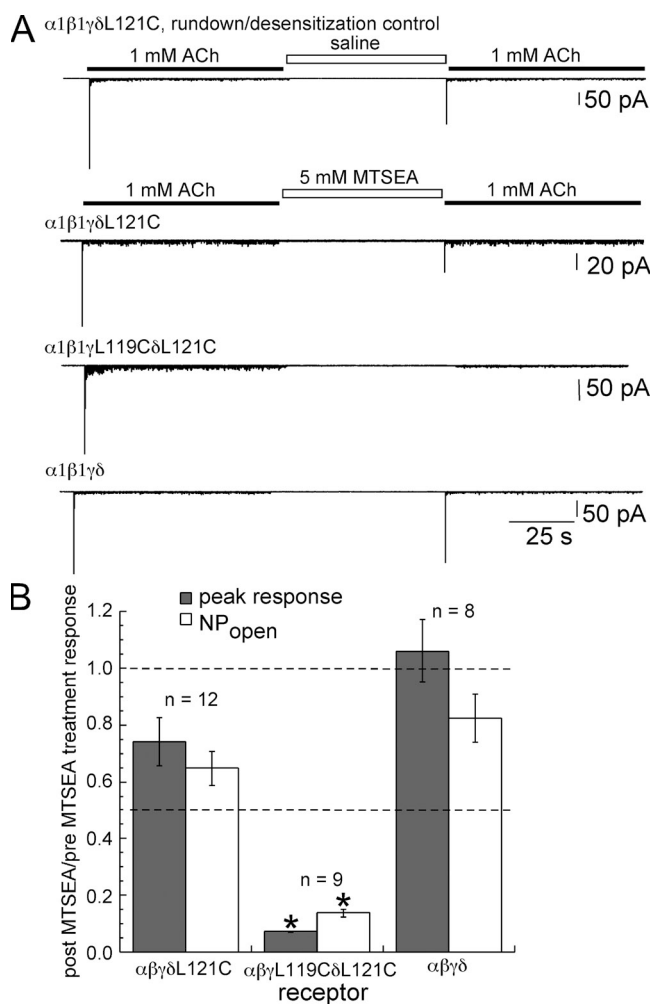 A α1β1γδL121C, rundown/desensitization control
saline
1 mM ACh 1 mM ACh
50 pA
5 mM MTSEA
1 mM ACh 1 mM ACh
α1β1γδL121C
20 pA
α1β1γL119CδL121C
50 pA
α1β1γδ
50 pA
25 s
B
post MTSEA/pre MTSEA treatment response
peak response
NPopen
n = 8
n = 12
n = 9
* *
1.2
1.0
0.8
0.6
0.4
0.2
0.0
αβγδL121C αβγL119CδL121C αβγδ
receptor